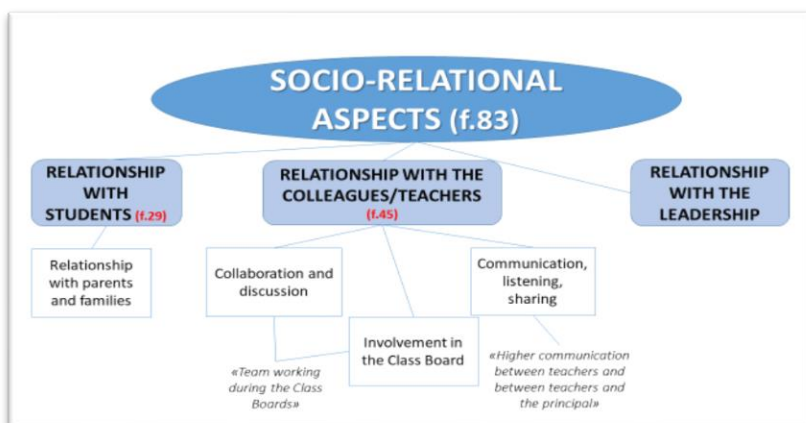 SOCIO-RELATIONAL
ASPECTS (f.83)
RELATIONSHIP
WITH
STUDENTS (f.29)
RELATIONSHIP WITH THE
COLLEAGUES/TEACHERS
(f.45)
RELATIONSHIP
WITH THE
LEADERSHIP
Relationship
with parents
and families
Collaboration and
discussion
Communication,
listening,
sharing
Involvement in
the Class Board
«Team working
during the Class
Boards»
«Higher communication
between teachers and
between teachers and
the principal»